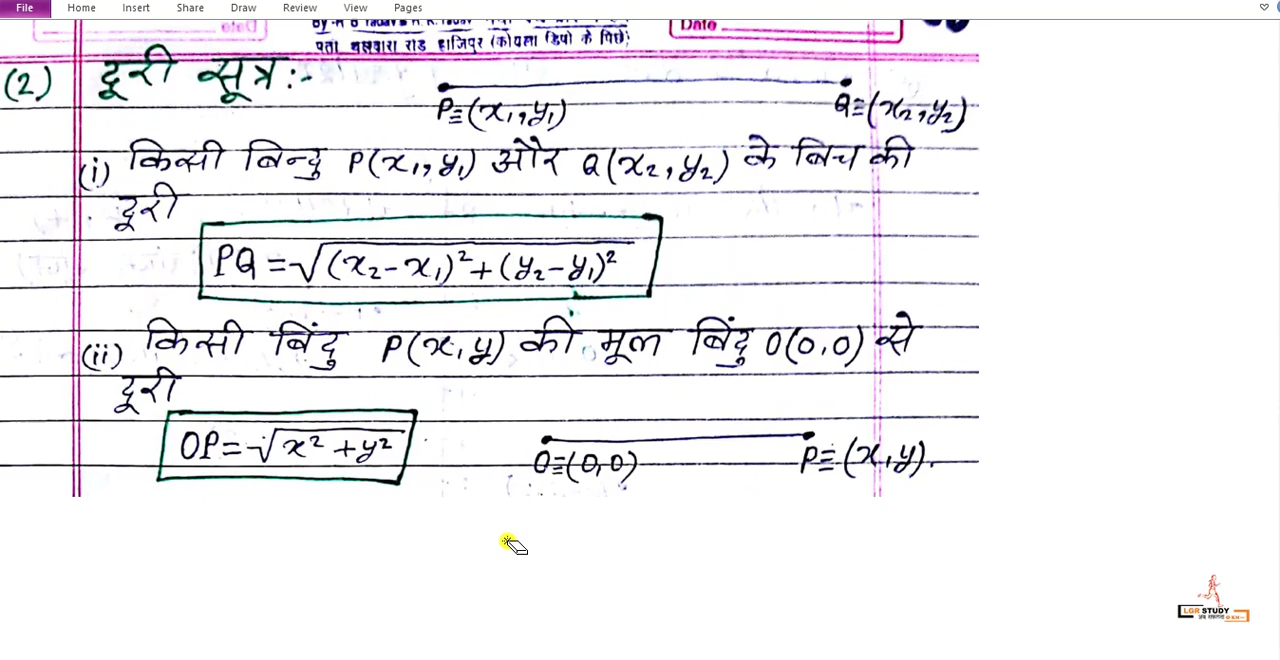 File Home Insert Share Draw Review View Pages
Date
पता बलवारा रोड हाजिपुर (कोयला डिपो के पिछे)
(2) दूरी सूत्र:-
P≡(x₁,y₁) Q≡(x₂,y₂)
(i) किसी बिन्दु P(x₁,y₁) और Q(x₂,y₂) के बिच की
दूरी
PQ = √(x₂-x₁)²+(y₂-y₁)²
(ii) किसी बिंदु P(x,y) की मूल बिंदु O(0,0) से
दूरी
OP = √x²+y²
O≡(0,0) P≡(x,y).
LGR STUDY